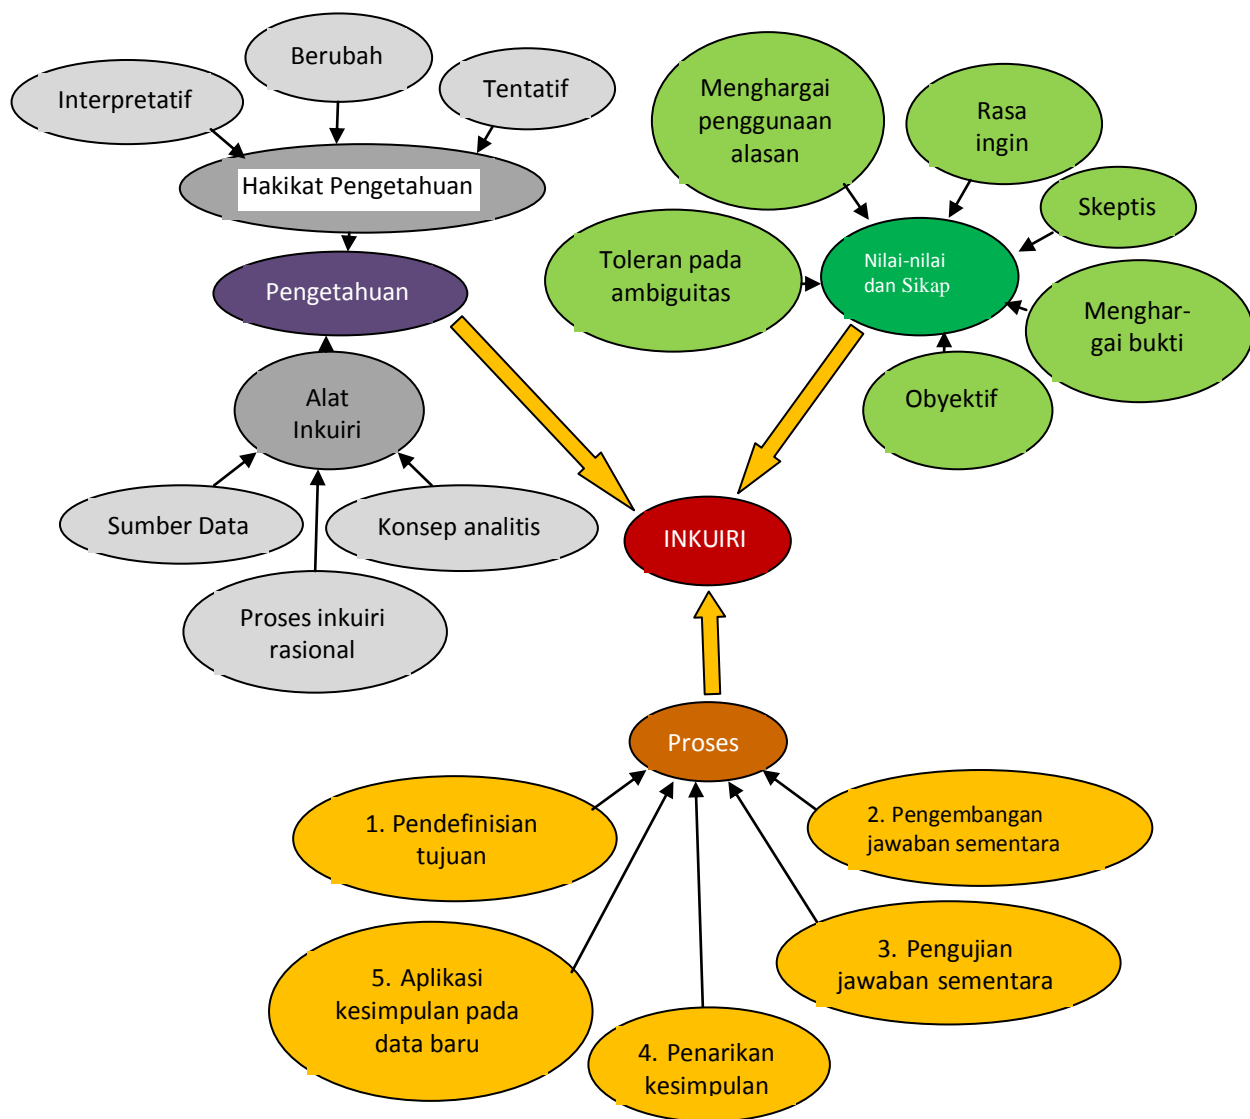 Berubah
Interpretatif
Tentatif
Hakikat Pengetahuan
Pengetahuan
Alat
Inkuiri
Sumber Data
Konsep analitis
Proses inkuiri
rasional
Menghargai
penggunaan
alasan
Rasa
ingin
Skeptis
Toleran pada
ambiguitas
Nilai-nilai
dan Sikap
Menghar-
gai bukti
Obyektif
INKUIRI
Proses
1. Pendefinisian
tujuan
2. Pengembangan
jawaban sementara
3. Pengujian
jawaban sementara
4. Penarikan
kesimpulan
5. Aplikasi
kesimpulan pada
data baru